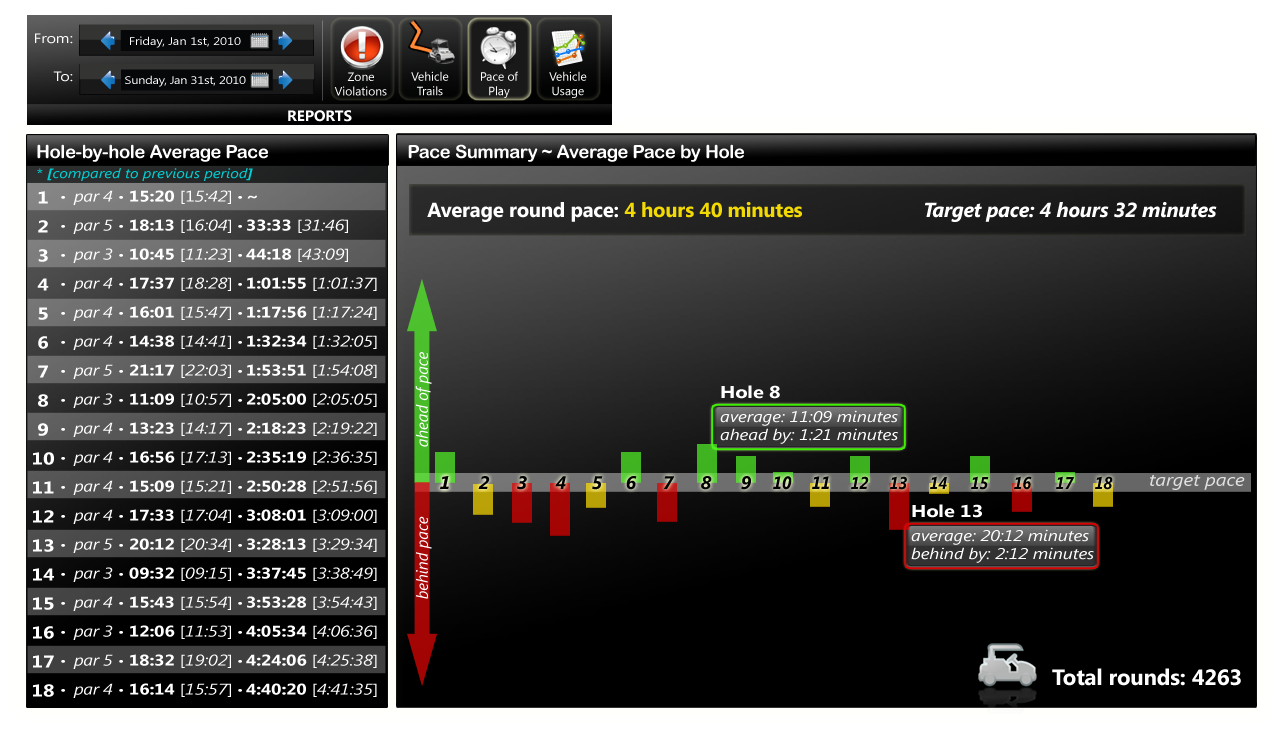 From:
Friday, Jan 1st, 2010
To:
Sunday, Jan 31st, 2010
Zone
Violations
Vehicle
Trails
Pace of
Play
Vehicle
Usage
REPORTS
Hole-by-hole Average Pace
* [compared to previous period]
1 • par 4 • 15:20 [15:42] • ~
2 • par 5 • 18:13 [16:04] • 33:33 [31:46]
3 • par 3 • 10:45 [11:23] • 44:18 [43:09]
4 • par 4 • 17:37 [18:28] • 1:01:55 [1:01:37]
5 • par 4 • 16:01 [15:47] • 1:17:56 [1:17:24]
6 • par 4 • 14:38 [14:41] • 1:32:34 [1:32:05]
7 • par 5 • 21:17 [22:03] • 1:53:51 [1:54:08]
8 • par 3 • 11:09 [10:57] • 2:05:00 [2:05:05]
9 • par 4 • 13:23 [14:17] • 2:18:23 [2:19:22]
10 • par 4 • 16:56 [17:13] • 2:35:19 [2:36:35]
11 • par 4 • 15:09 [15:21] • 2:50:28 [2:51:56]
12 • par 4 • 17:33 [17:04] • 3:08:01 [3:09:00]
13 • par 5 • 20:12 [20:34] • 3:28:13 [3:29:34]
14 • par 3 • 09:32 [09:15] • 3:37:45 [3:38:49]
15 • par 4 • 15:43 [15:54] • 3:53:28 [3:54:43]
16 • par 3 • 12:06 [11:53] • 4:05:34 [4:06:36]
17 • par 5 • 18:32 [19:02] • 4:24:06 [4:25:38]
18 • par 4 • 16:14 [15:57] • 4:40:20 [4:41:35]
Pace Summary ~ Average Pace by Hole
Average round pace: 4 hours 40 minutes
Target pace: 4 hours 32 minutes
ahead of pace
behind pace
Hole 8
average: 11:09 minutes
ahead by: 1:21 minutes
1 2 3 4 5 6 7 8 9 10 11 12 13 14 15 16 17 18 target pace
Hole 13
average: 20:12 minutes
behind by: 2:12 minutes
Total rounds: 4263